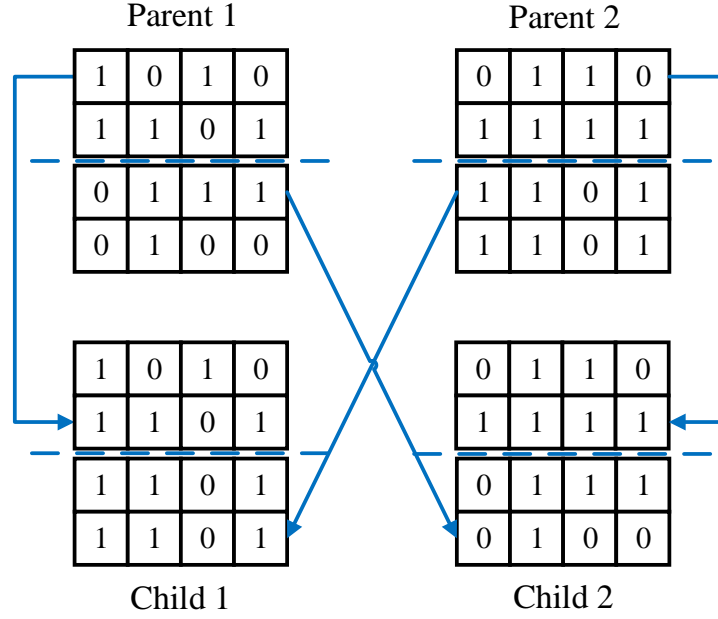 Parent 1 Parent 2
1 0 1 0 0 1 1 0
1 1 0 1 1 1 1 1
0 1 1 1 1 1 0 1
0 1 0 0 1 1 0 1
1 0 1 0 0 1 1 0
1 1 0 1 1 1 1 1
1 1 0 1 0 1 1 1
1 1 0 1 0 1 0 0
Child 1 Child 2